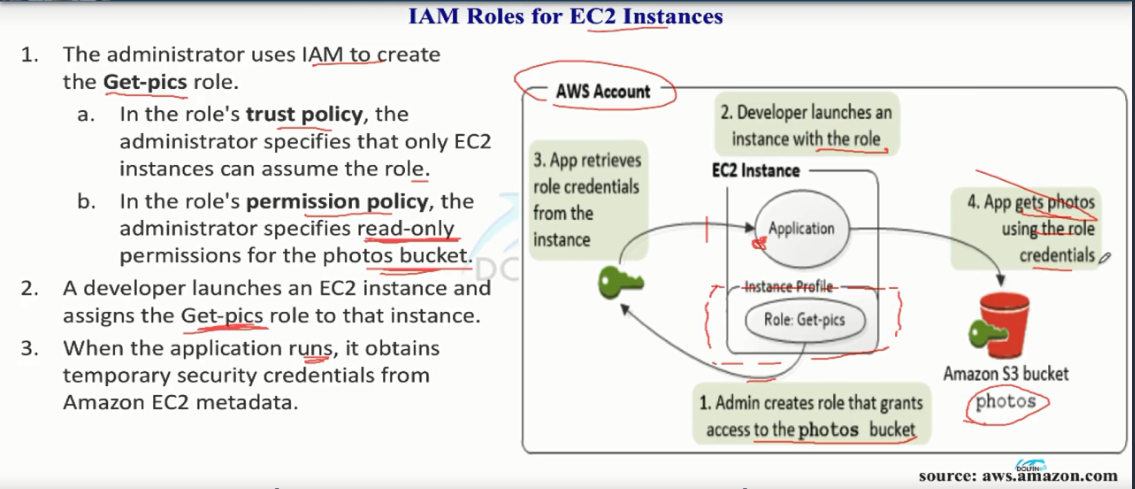 IAM Roles for EC2 Instances
1. The administrator uses IAM to create
the Get-pics role.
a. In the role's trust policy, the
administrator specifies that only EC2
instances can assume the role.
b. In the role's permission policy, the
administrator specifies read-only
permissions for the photos bucket.
2. A developer launches an EC2 instance and
assigns the Get-pics role to that instance.
3. When the application runs, it obtains
temporary security credentials from
Amazon EC2 metadata.
AWS Account
2. Developer launches an
instance with the role
3. App retrieves
role credentials
from the
instance
EC2 Instance
Application
4. App gets photos
using the role
credentials
Instance Profile
Role: Get-pics
1. Admin creates role that grants
access to the photos bucket
Amazon S3 bucket
photos
DC
DOLFIN
source: aws.amazon.com